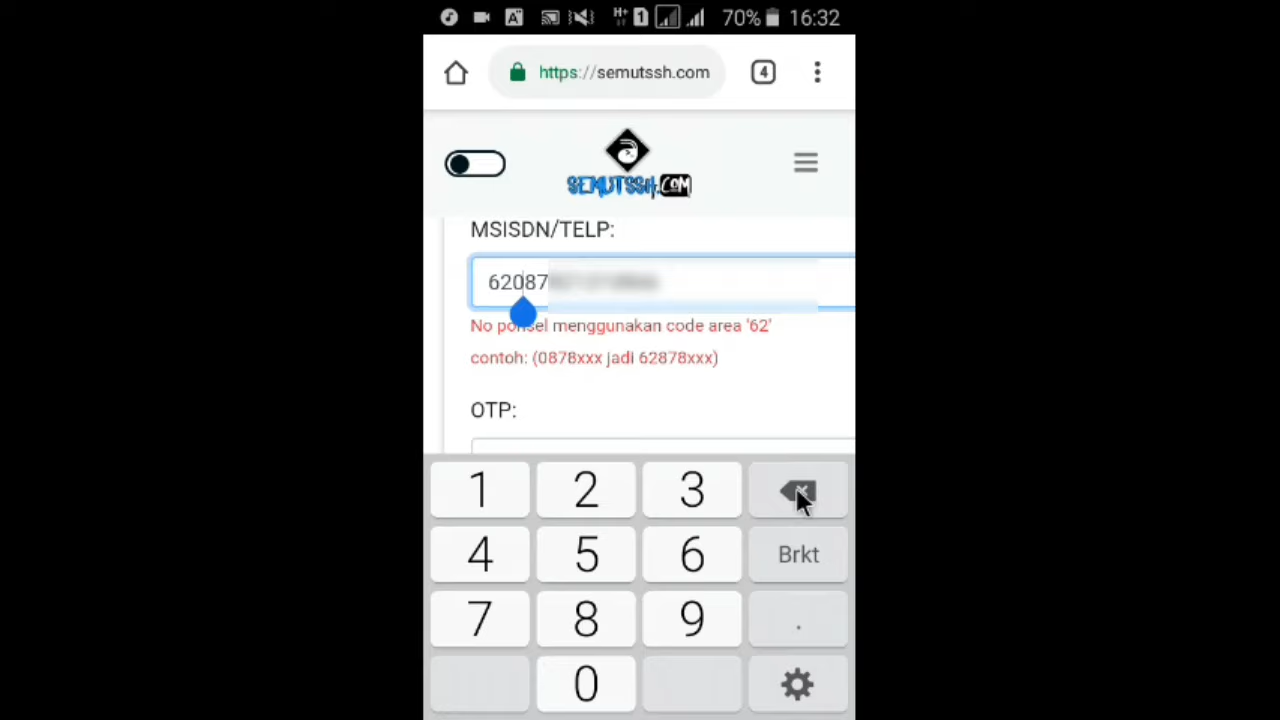 H+ 1 70% 16:32
https://semutssh.com 4
SEMUTSSH.COM
MSISDN/TELP:
62087
No ponsel menggunakan code area '62'
contoh: (0878xxx jadi 62878xxx)
OTP:
1 2 3
4 5 6 Brkt
7 8 9 .
0